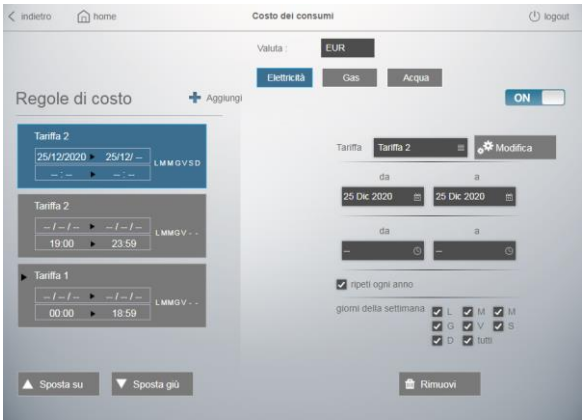 indietro home Costo dei consumi logout
Valuta : EUR
Elettricità Gas Acqua
Regole di costo Aggiungi
ON
Tariffa 2
25/12/2020 25/12/ --
-- : -- -- : --
LMMGVSD
Tariffa 2
-- / -- / -- -- / -- / --
19:00 23:59
LMMGV - -
Tariffa 1
-- / -- / -- -- / -- / --
00:00 18:59
LMMGV - -
Sposta su Sposta giù
Tariffa Tariffa 2 Modifica
da a
25 Dic 2020 25 Dic 2020
da a
-- --
ripeti ogni anno
giorni della settimana L M M
G V S
D tutti
Rimuovi